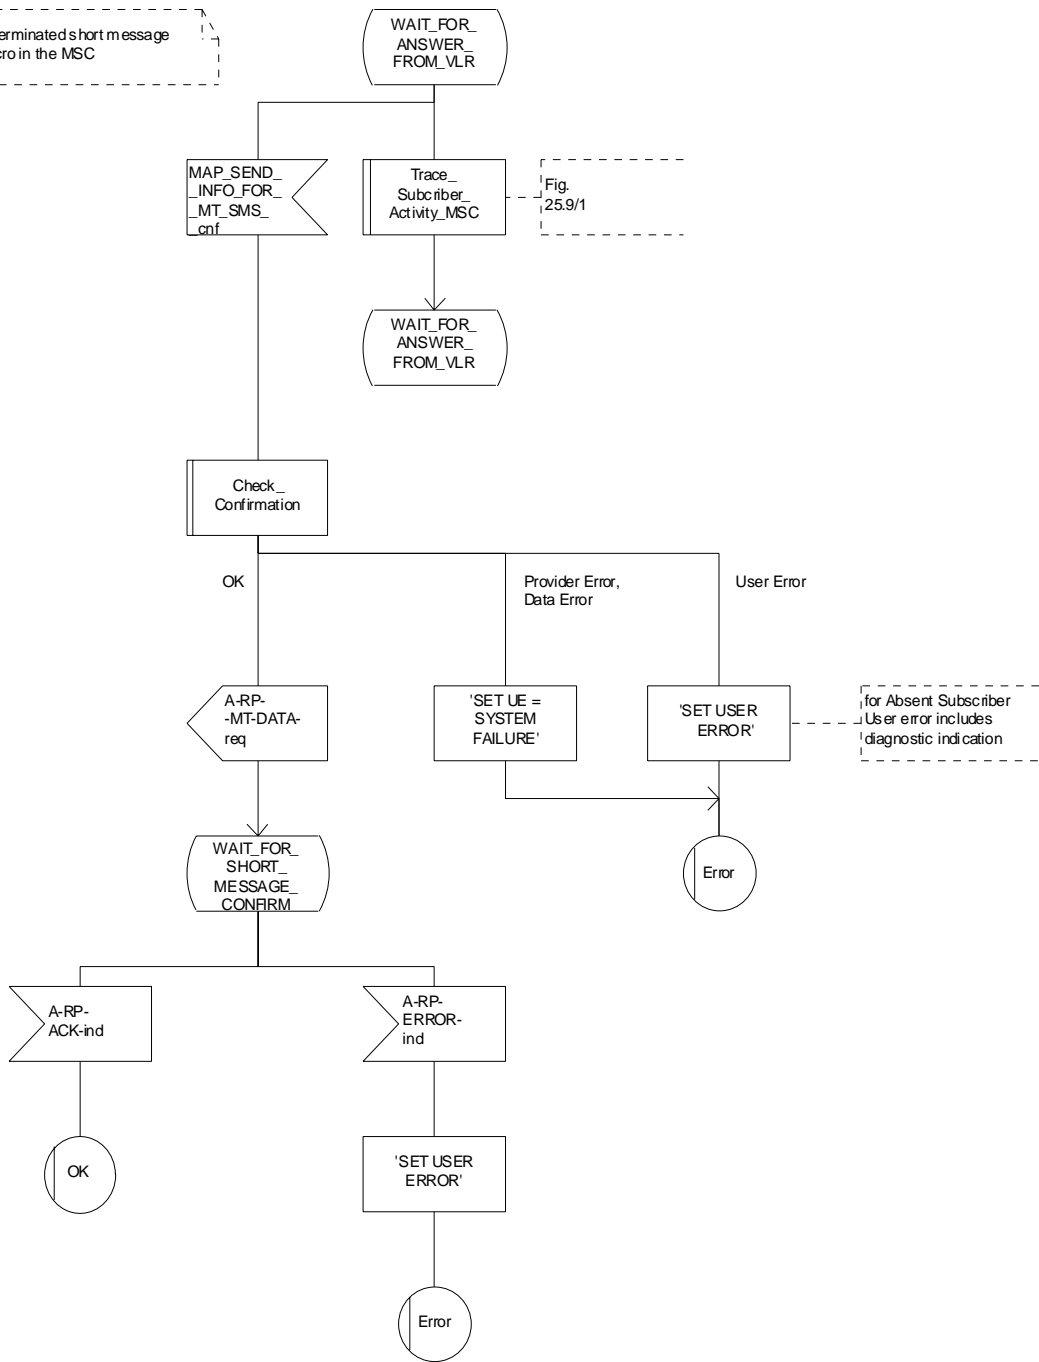 short message
in the MSC
WAIT_FOR_
ANSWER_
FROM_VLR
MAP_SEND_
_INFO_FOR_
_MT_SMS_
_cnf
Trace_
Subcriber_
Activity_MSC
Fig.
25.9/1
WAIT_FOR_
ANSWER_
FROM_VLR
Check_
Confirmation
OK
Provider Error,
Data Error
User Error
A-RP-
-MT-DATA-
req
'SET UE =
SYSTEM
FAILURE'
'SET USER
ERROR'
for Absent Subscriber
User error includes
diagnostic indication
WAIT_FOR_
SHORT_
MESSAGE_
CONFIRM
Error
A-RP-
ACK-ind
A-RP-
ERROR-
ind
OK
'SET USER
ERROR'
Error